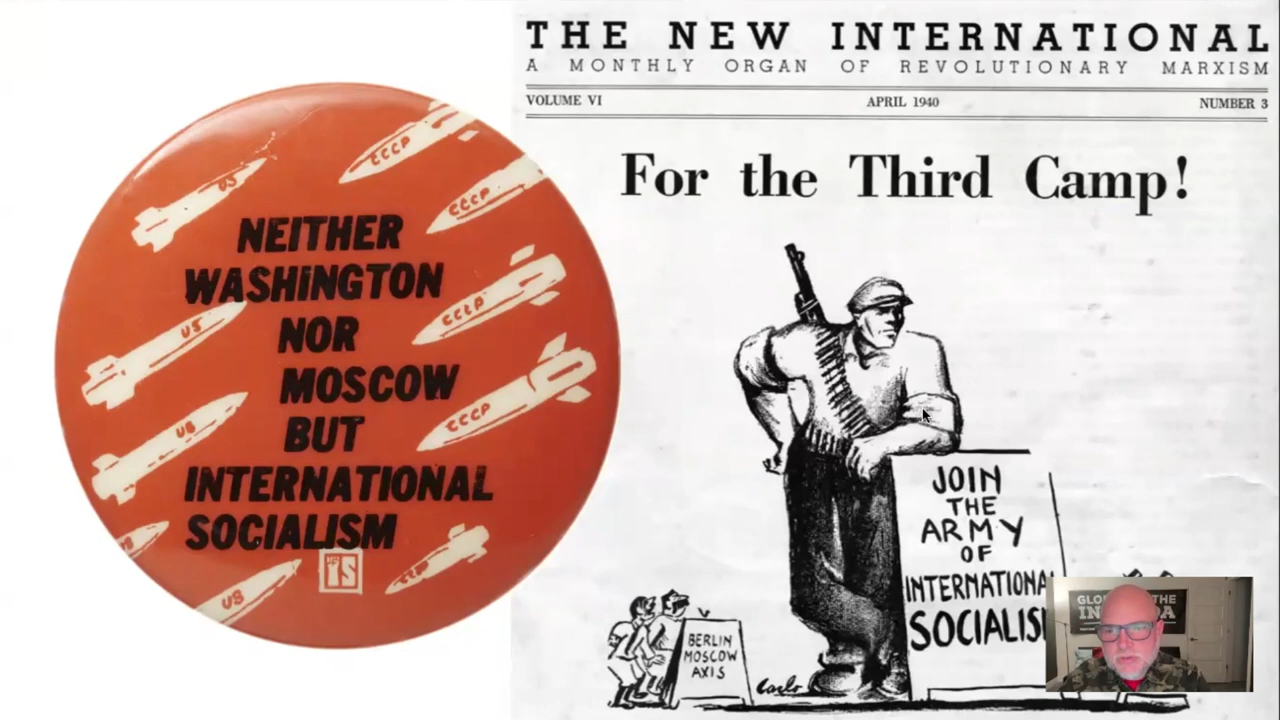 NEITHER
WASHINGTON
NOR
MOSCOW
BUT
INTERNATIONAL
SOCIALISM
IS
US
US
US
US
CCCP
CCCP
CCCP
CCCP
CCCP
THE NEW INTERNATIONAL
A MONTHLY ORGAN OF REVOLUTIONARY MARXISM
VOLUME VI
APRIL 1940
NUMBER 3
For the Third Camp!
JOIN
THE
ARMY
OF
INTERNATIONA
SOCIALIS
BERLIN
MOSCOW
AXIS
Carlo
THE